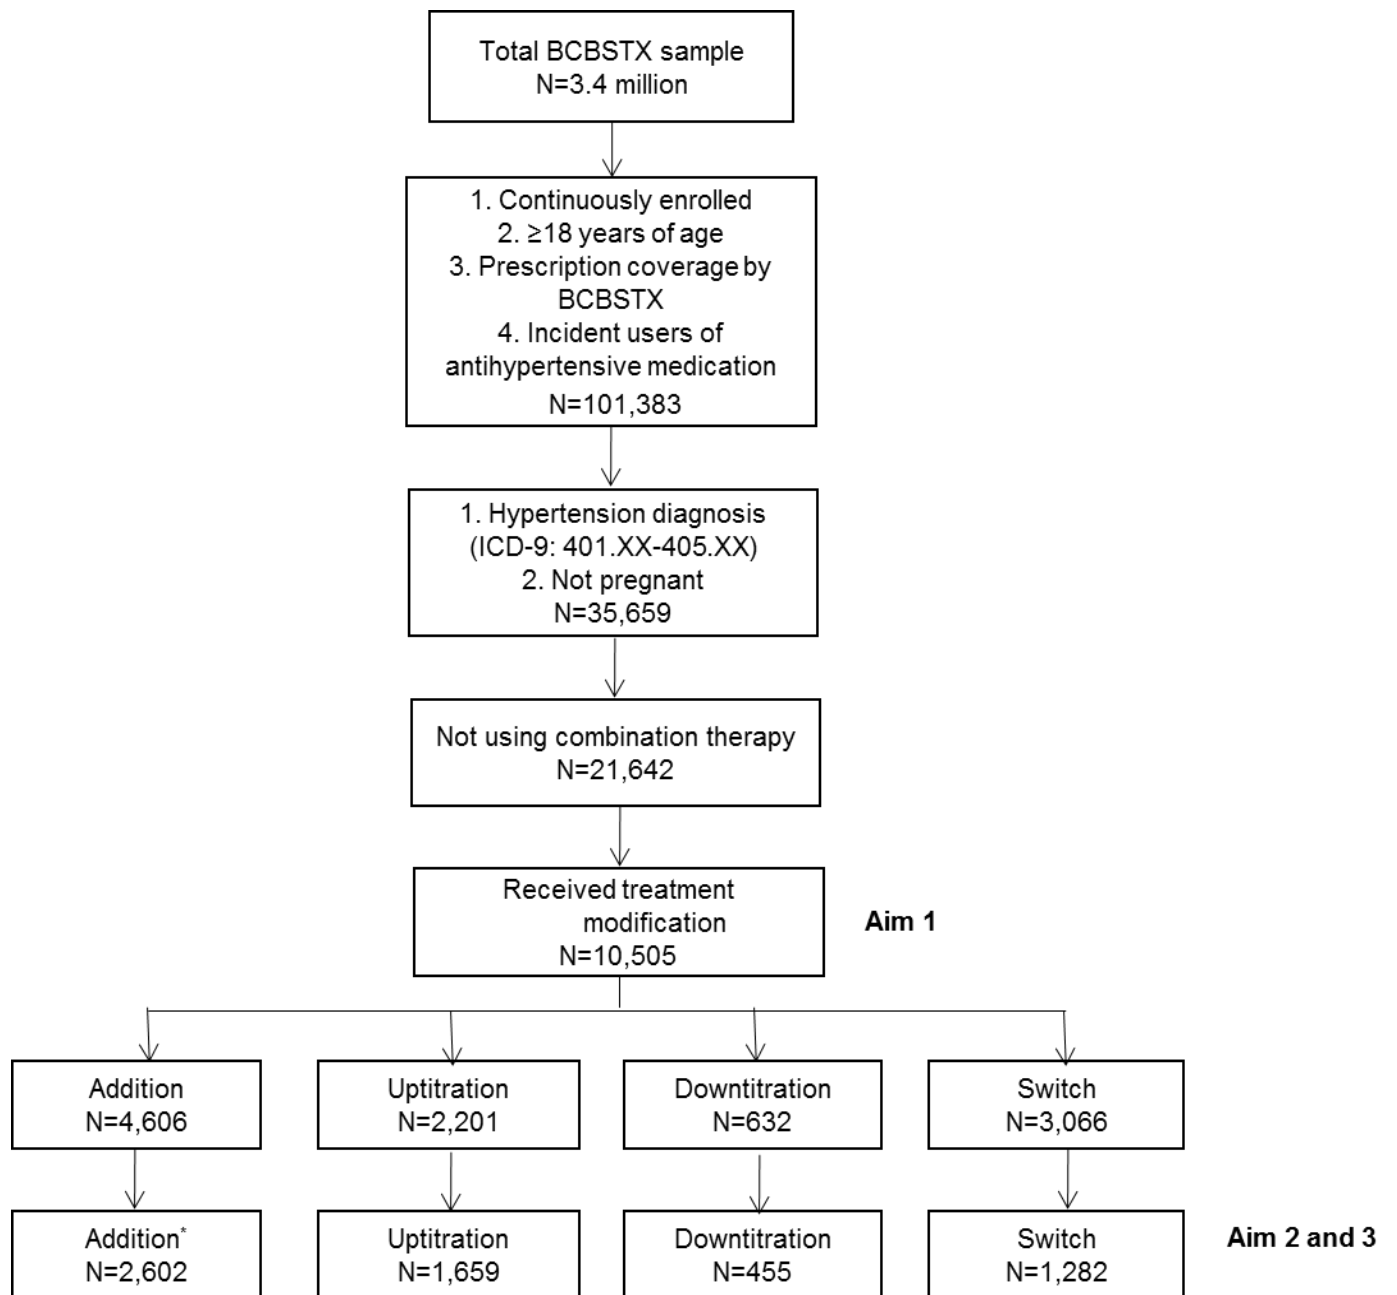 Total BCBSTX sample
N=3.4 million
1. Continuously enrolled
2. ≥18 years of age
3. Prescription coverage by
BCBSTX
4. Incident users of
antihypertensive medication
N=101,383
1. Hypertension diagnosis
(ICD-9: 401.XX-405.XX)
2. Not pregnant
N=35,659
Not using combination therapy
N=21,642
Received treatment
modification
N=10,505
Aim 1
Addition
N=4,606
Uptitration
N=2,201
Downtitration
N=632
Switch
N=3,066
Addition*
N=2,602
Uptitration
N=1,659
Downtitration
N=455
Switch
N=1,282
Aim 2 and 3